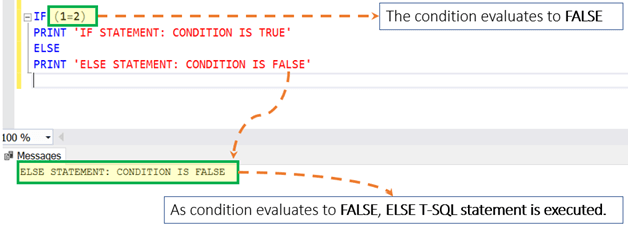 IF (1=2)
The condition evaluates to FALSE
PRINT 'IF STATEMENT: CONDITION IS TRUE'
ELSE
PRINT 'ELSE STATEMENT: CONDITION IS FALSE'
100 %
Messages
ELSE STATEMENT: CONDITION IS FALSE
As condition evaluates to FALSE, ELSE T-SQL statement is executed.